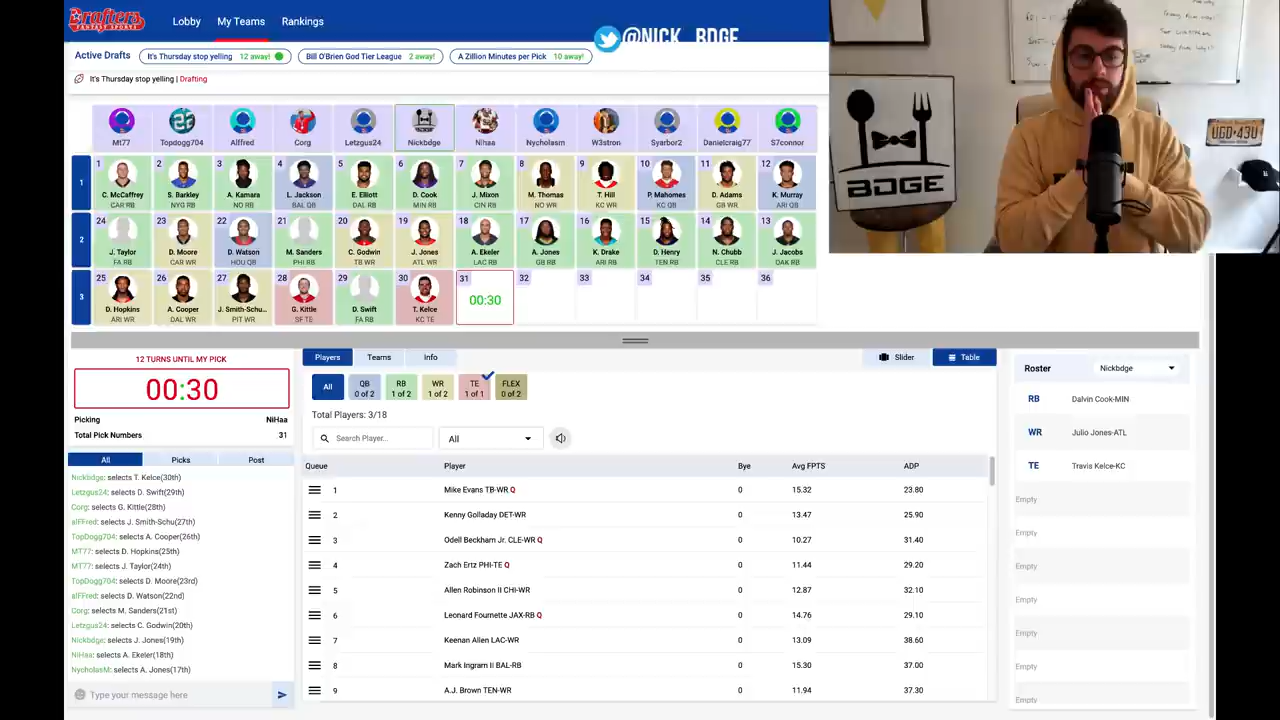 Drafters
FANTASY SPORTS
Lobby
My Teams
Rankings
@NICK_BDGE
Active Drafts
It's Thursday stop yelling 12 away!
Bill O'Brien God Tier League 2 away!
A Zillion Minutes per Pick 10 away!
It's Thursday stop yelling | Drafting
Mt77 Topdogg704 Alffred Corg Letzgus24 Nickbdge Nihaa Nycholasm W3stron Syarbor2 Danielcraig77 S7connor
1
1 2 3 4 5 6 7 8 9 10 11 12
C. McCaffrey S. Barkley A. Kamara L. Jackson E. Elliott D. Cook J. Mixon M. Thomas T. Hill P. Mahomes D. Adams K. Murray
CAR RB NYG RB NO RB BAL QB DAL RB MIN RB CIN RB NO WR KC WR KC QB GB WR ARI QB
2
24 23 22 21 20 19 18 17 16 15 14 13
J. Taylor D. Moore D. Watson M. Sanders C. Godwin J. Jones A. Ekeler A. Jones K. Drake D. Henry N. Chubb J. Jacobs
FA RB CAR WR HOU QB PHI RB TB WR ATL WR LAC RB GB RB ARI RB TEN RB CLE RB OAK RB
3
25 26 27 28 29 30 31 32 33 34 35 36
00:30
D. Hopkins A. Cooper J. Smith-Schu... G. Kittle D. Swift T. Kelce
ARI WR DAL WR PIT WR SF TE FA RB KC TE
12 TURNS UNTIL MY PICK
00:30
Picking NiHaa
Total Pick Numbers 31
All Picks Post
Nickbdge: selects T. Kelce(30th)
Letzgus24: selects D. Swift(29th)
Corg: selects G. Kittle(28th)
alFFred: selects J. Smith-Schu(27th)
TopDogg704: selects A. Cooper(26th)
MT77: selects D. Hopkins(25th)
MT77: selects J. Taylor(24th)
TopDogg704: selects D. Moore(23rd)
alFFred: selects D. Watson(22nd)
Corg: selects M. Sanders(21st)
Letzgus24: selects C. Godwin(20th)
Nickbdge: selects J. Jones(19th)
NiHaa: selects A. Ekeler(18th)
NycholasM: selects A. Jones(17th)
Type your message here
Players Teams Info
Slider Table
All QB RB WR TE FLEX
0 of 2 1 of 2 1 of 2 1 of 1 0 of 2
Total Players: 3/18
Search Player... All
Queue Player Bye Avg FPTS ADP
1 Mike Evans TB-WR Q 0 15.32 23.80
2 Kenny Golladay DET-WR 0 13.47 25.90
3 Odell Beckham Jr. CLE-WR Q 0 10.27 31.40
4 Zach Ertz PHI-TE Q 0 11.44 29.20
5 Allen Robinson II CHI-WR 0 12.87 32.10
6 Leonard Fournette JAX-RB Q 0 14.76 29.10
7 Keenan Allen LAC-WR 0 13.09 38.60
8 Mark Ingram II BAL-RB 0 15.30 37.00
9 A.J. Brown TEN-WR 0 11.94 37.30
Roster Nickbdge
RB Dalvin Cook-MIN
WR Julio Jones-ATL
TE Travis Kelce-KC
Empty
Empty
Empty
Empty
Empty
Empty
Empty
BDGE
UGD·43U